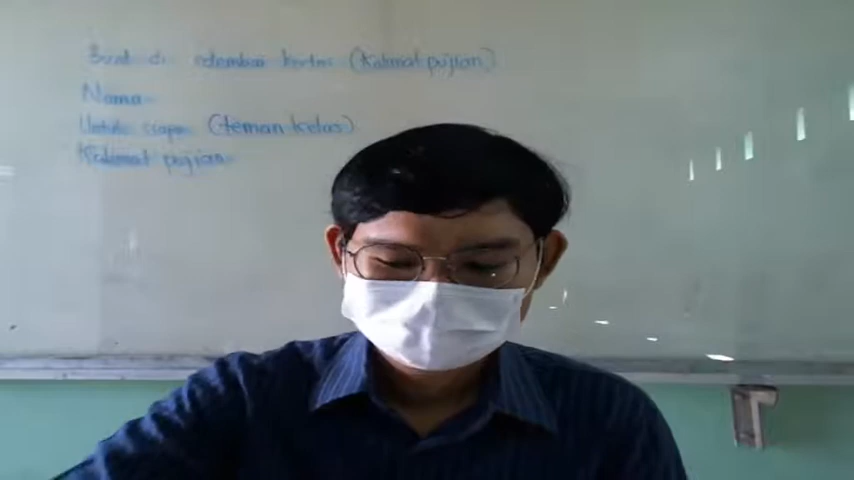 Buat di selembar kertas (Kalimat pujian)
Nama
Untuk siapa (teman kelas)
Kalimat pujian